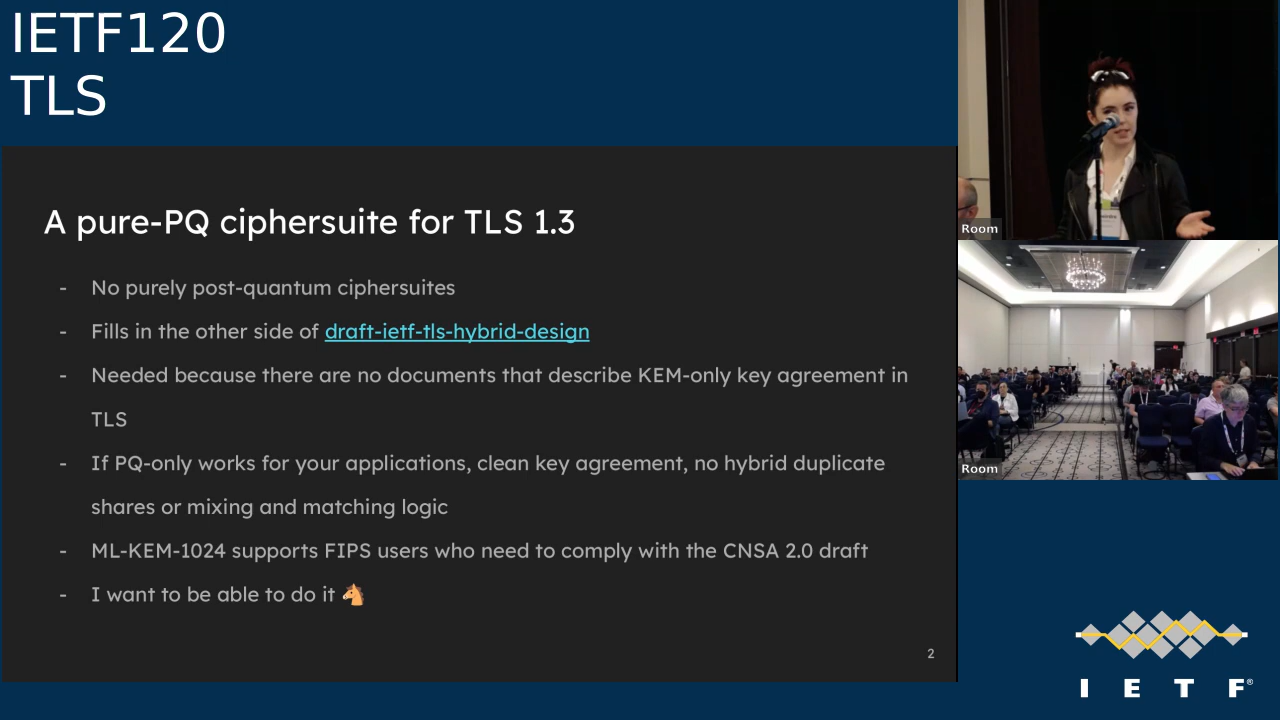 IETF120
TLS
A pure-PQ ciphersuite for TLS 1.3
- No purely post-quantum ciphersuites
- Fills in the other side of draft-ietf-tls-hybrid-design
- Needed because there are no documents that describe KEM-only key agreement in
TLS
- If PQ-only works for your applications, clean key agreement, no hybrid duplicate
shares or mixing and matching logic
- ML-KEM-1024 supports FIPS users who need to comply with the CNSA 2.0 draft
- I want to be able to do it 🐴
2
Room
Room
I E T F®